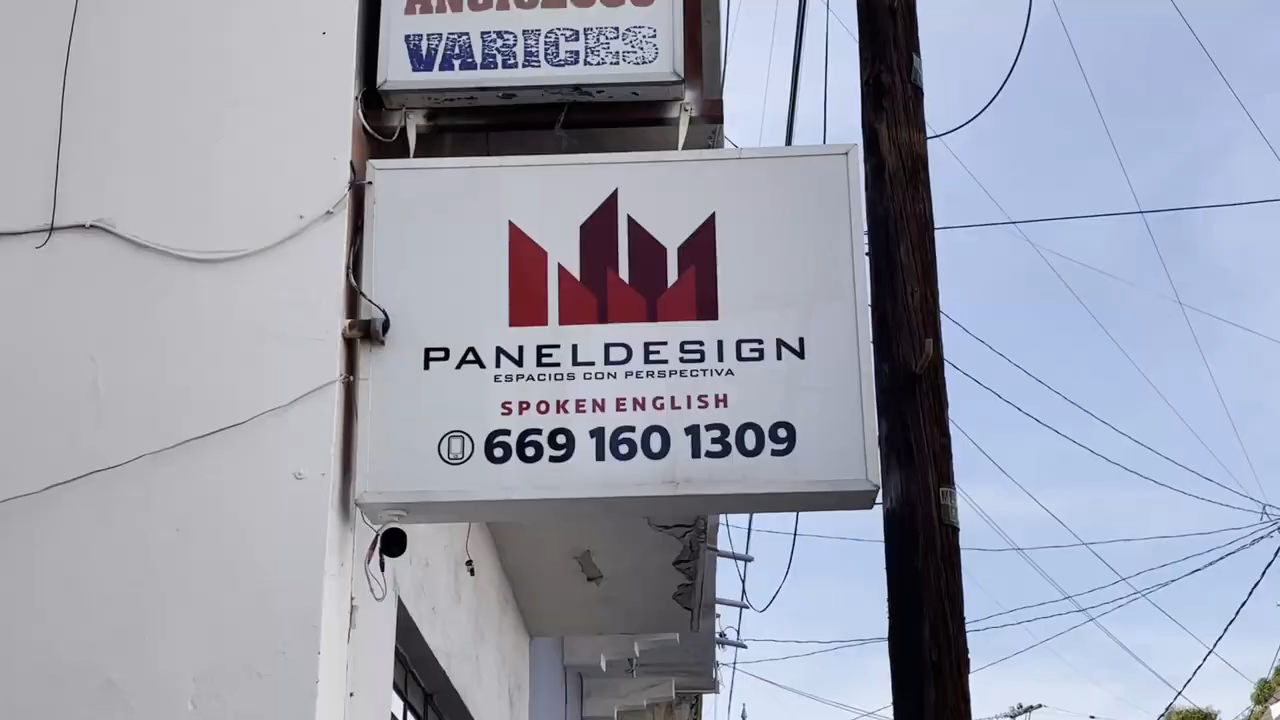 VARICES
PANELDESIGN
ESPACIOS CON PERSPECTIVA
SPOKEN ENGLISH
669 160 1309